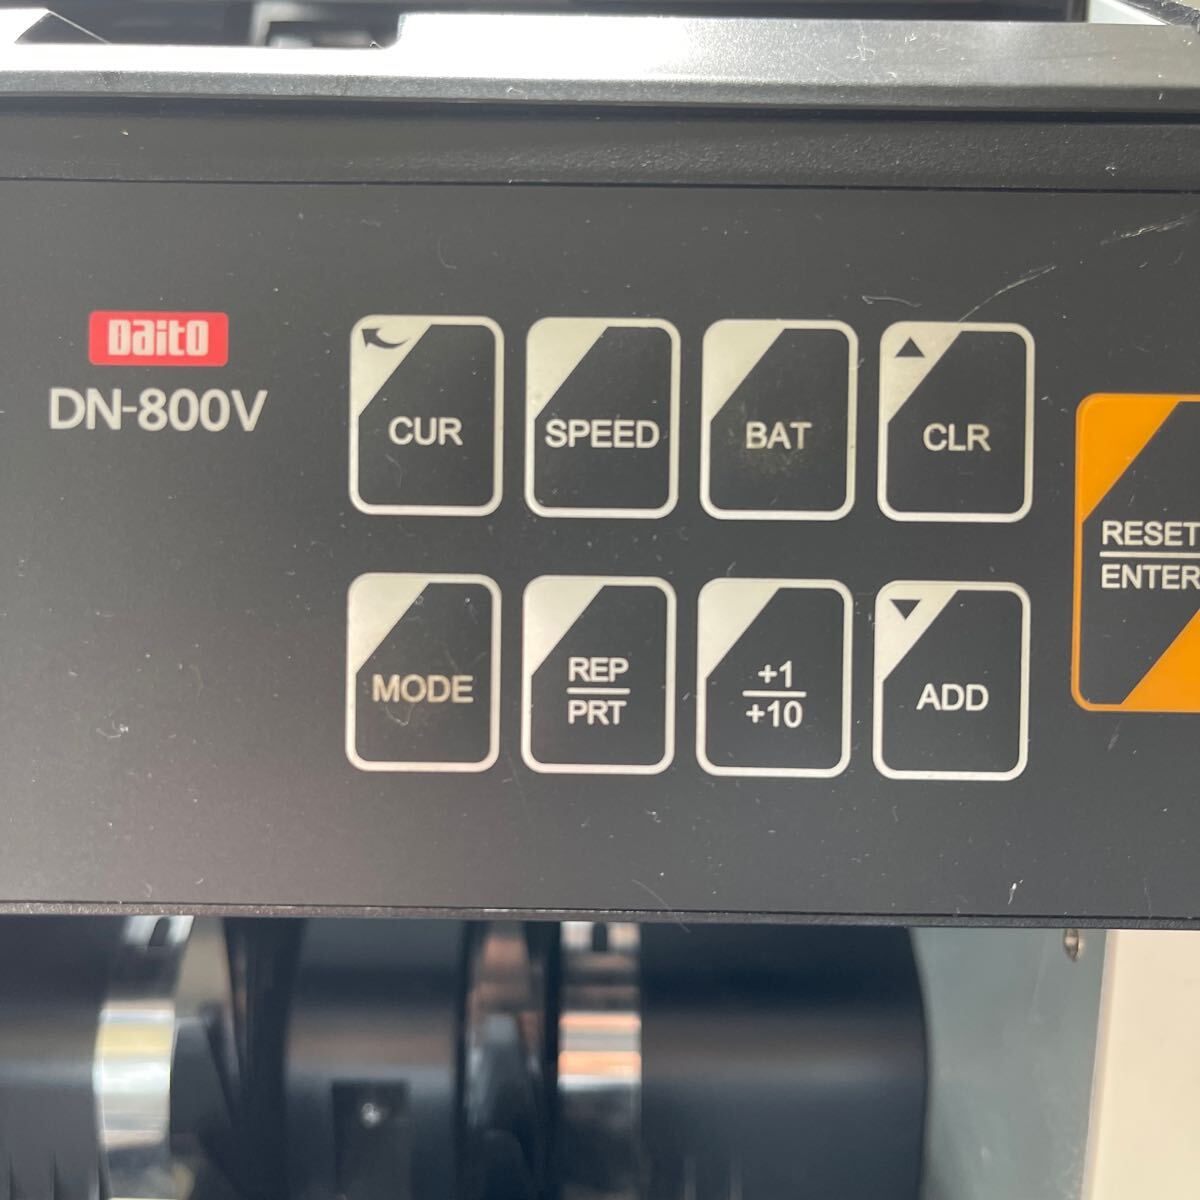 Daito
DN-800V
CUR
SPEED
BAT
CLR
MODE
REP
PRT
+1
+10
ADD
RESET
ENTER